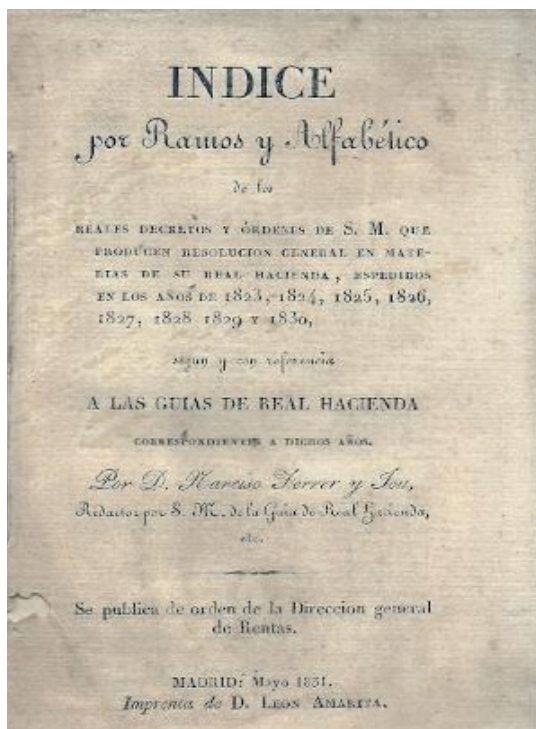 INDICE
por Ramos y Alfabético
de los
REALES DECRETOS Y ÓRDENES DE S. M. QUE
PRODUCEN RESOLUCION GENERAL EN MATE-
RIAS DE SU REAL HACIENDA, ESPEDIDOS
EN LOS AÑOS DE 1823, 1824, 1825, 1826,
1827, 1828 1829 Y 1830,
segun y con referencia
A LAS GUIAS DE REAL HACIENDA
CORRESPONDIENTES A DICHOS AÑOS.
Por D. Narciso Ferrer y Jou,
Redactor por S. M. de la Guia de Real Hacienda,
etc.
Se publica de orden de la Direccion general
de Rentas.
MADRID: Mayo 1831.
Imprenta de D. LEON AMARITA.